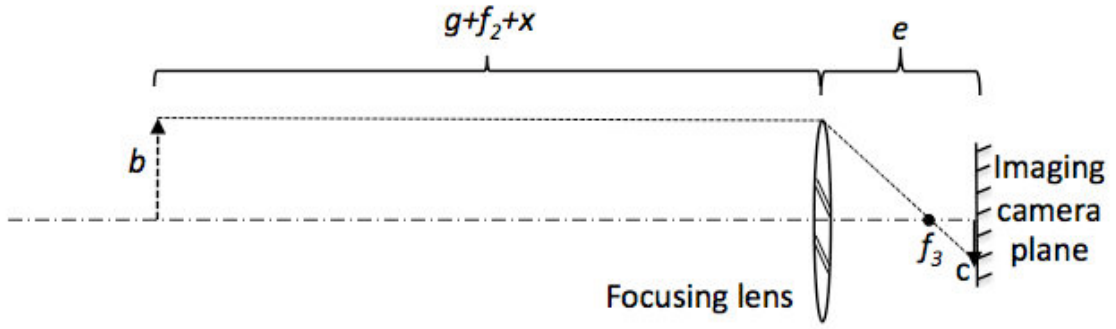 g+f₂+x
e
b
Imaging
camera
plane
f₃
c
Focusing lens